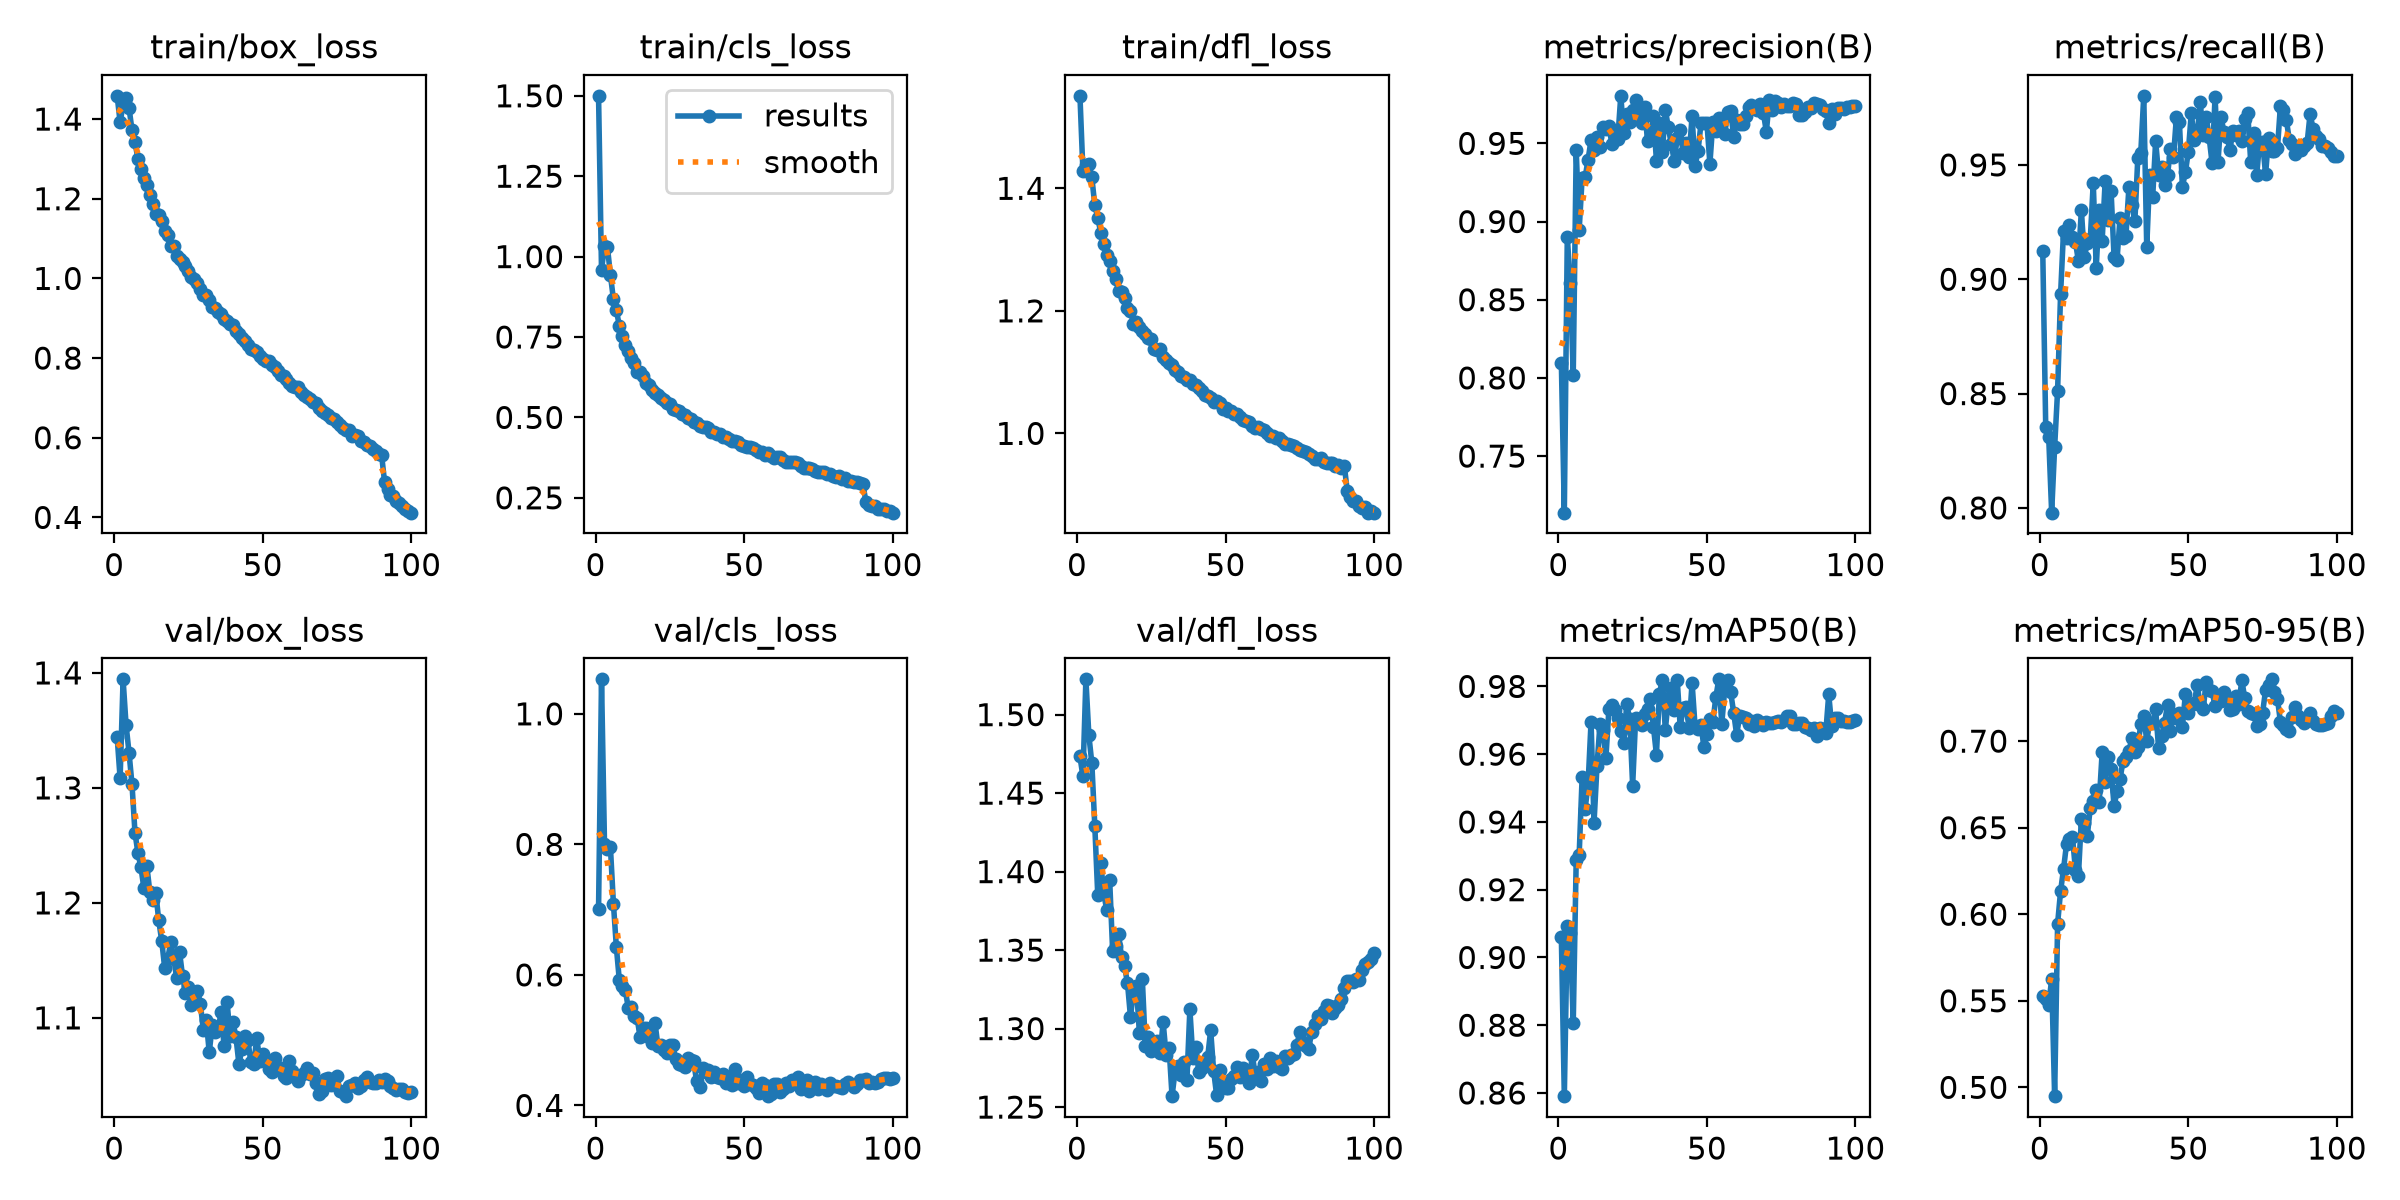 train/box_loss
1.4
1.2
1.0
0.8
0.6
0.4
0 50 100
train/cls_loss
results
smooth
1.50
1.25
1.00
0.75
0.50
0.25
0 50 100
train/dfl_loss
1.4
1.2
1.0
0 50 100
metrics/precision(B)
0.95
0.90
0.85
0.80
0.75
0 50 100
metrics/recall(B)
0.95
0.90
0.85
0.80
0 50 100
val/box_loss
1.4
1.3
1.2
1.1
0 50 100
val/cls_loss
1.0
0.8
0.6
0.4
0 50 100
val/dfl_loss
1.50
1.45
1.40
1.35
1.30
1.25
0 50 100
metrics/mAP50(B)
0.98
0.96
0.94
0.92
0.90
0.88
0.86
0 50 100
metrics/mAP50-95(B)
0.70
0.65
0.60
0.55
0.50
0 50 100